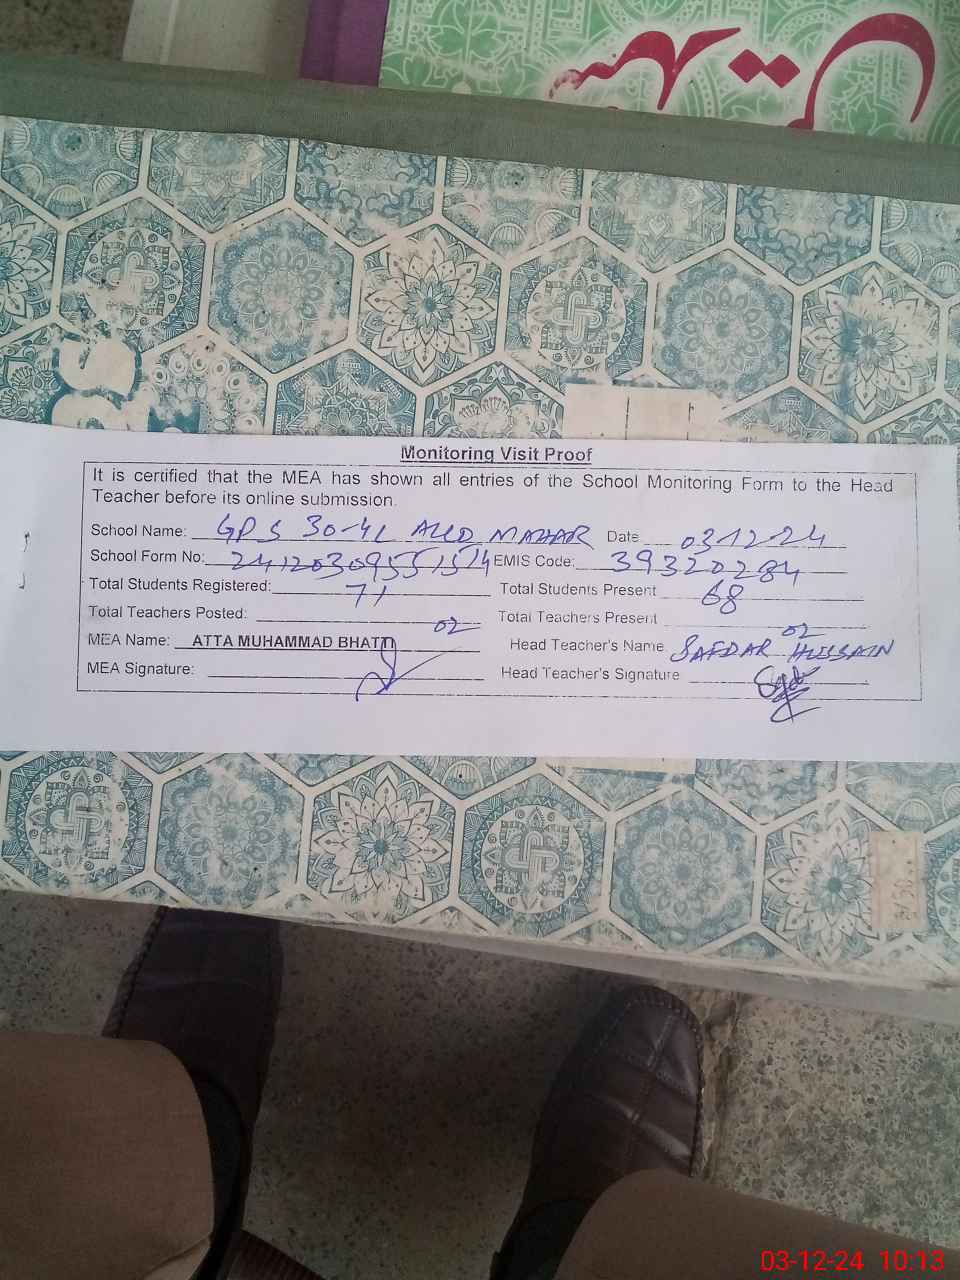 Monitoring Visit Proof
It is certified that the MEA has shown all entries of the School Monitoring Form to the Head
Teacher before its online submission.
School Name: GPS 30-4L Date 03-12-24
School Form No: EMIS Code: 39320284
Total Students Registered: 71 Total Students Present 68
Total Teachers Posted: 02 Total Teachers Present 02
MEA Name: ATTA MUHAMMAD BHATTI Head Teacher's Name SAFDAR HUSSAIN
MEA Signature: Head Teacher's Signature
03-12-24 10:13